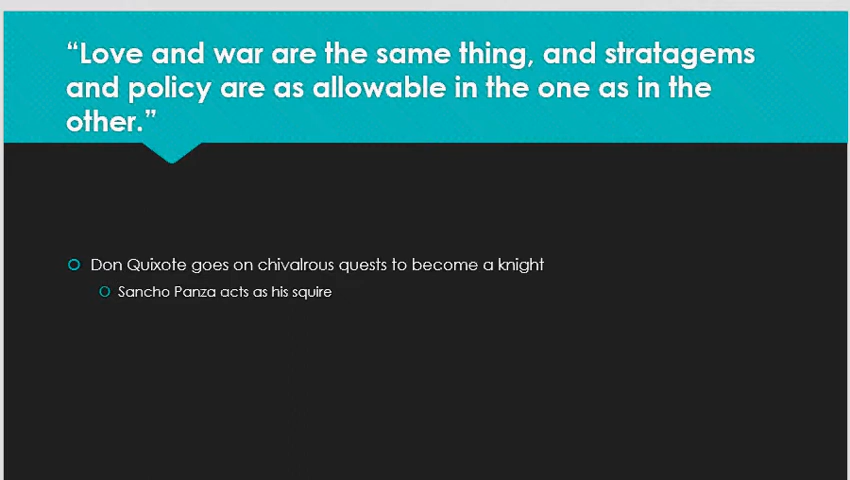 “Love and war are the same thing, and stratagems
and policy are as allowable in the one as in the
other.”
Don Quixote goes on chivalrous quests to become a knight
Sancho Panza acts as his squire